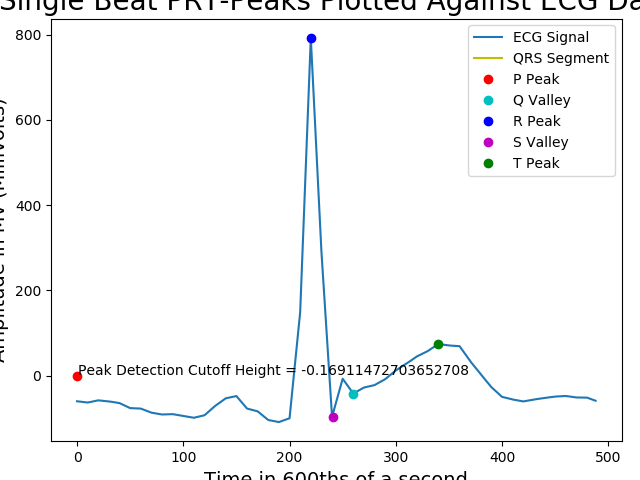 Single Beat PRT-Peaks Plotted Against ECG Da
800
600
400
200
0
0
100
200
300
400
500
Amplitude in MV (Millivolts)
Time in 600ths of a second
ECG Signal
QRS Segment
P Peak
Q Valley
R Peak
S Valley
T Peak
Peak Detection Cutoff Height = -0.16911472703652708